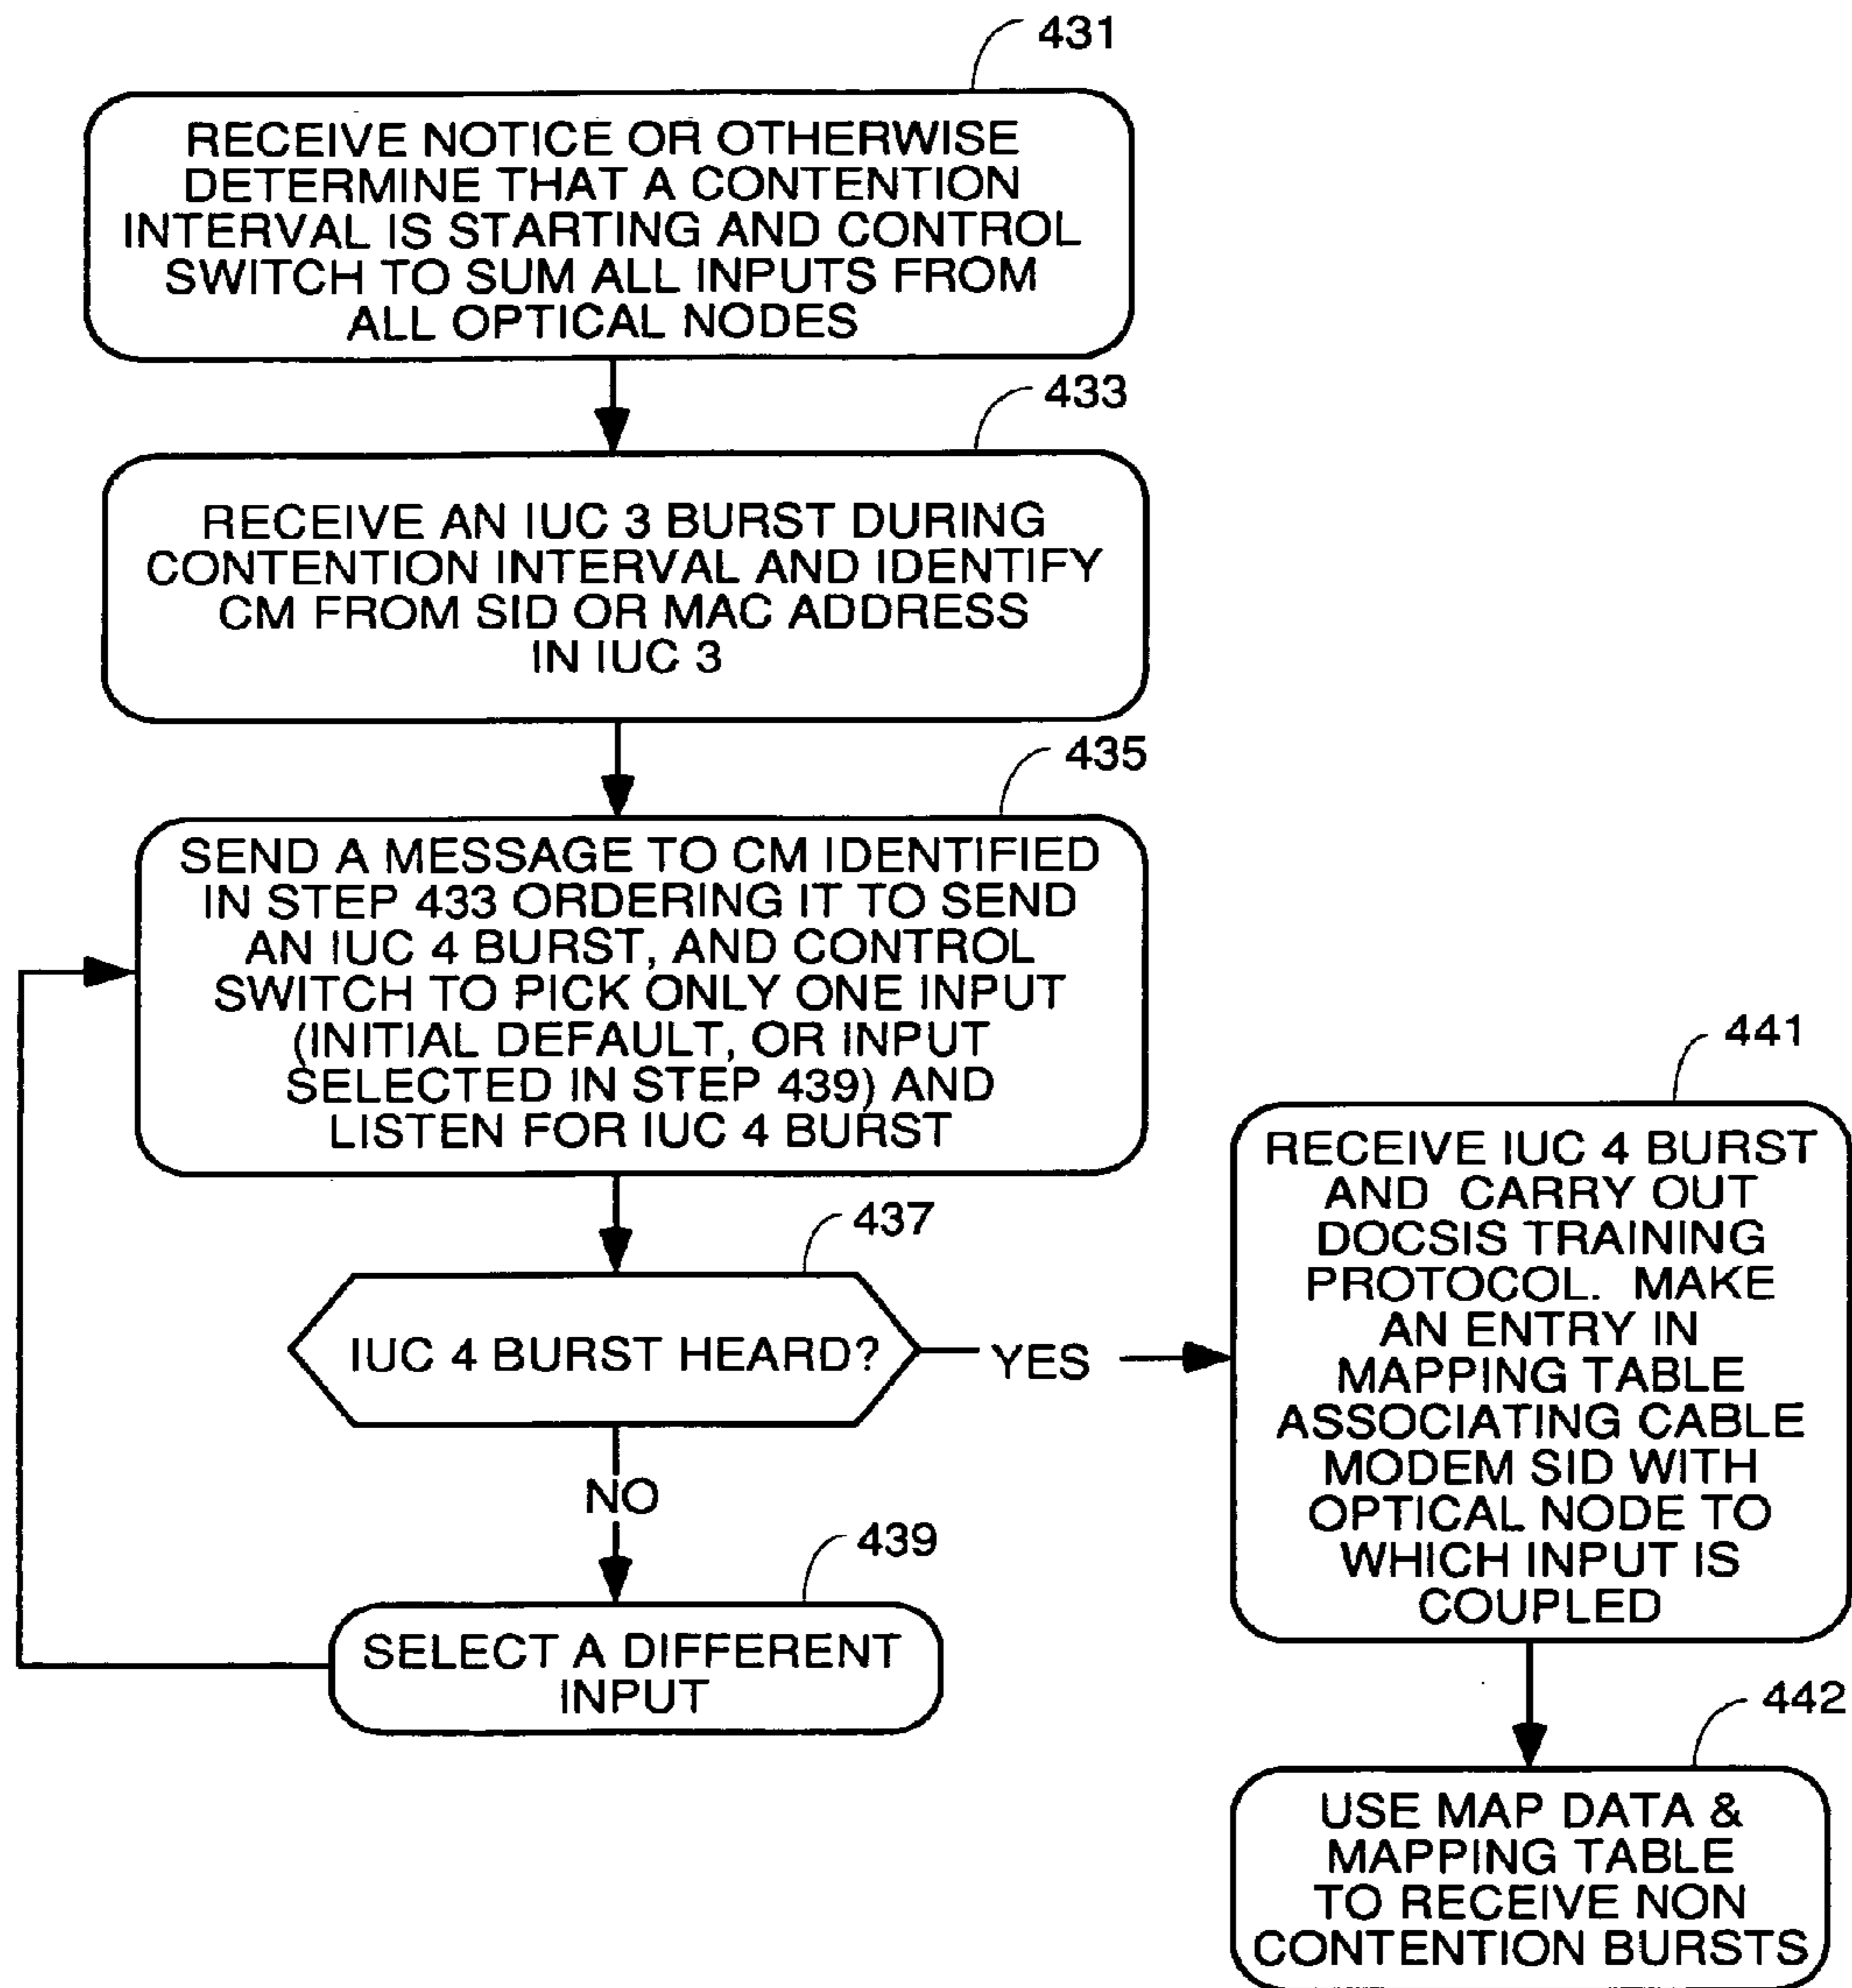 431
RECEIVE NOTICE OR OTHERWISE
DETERMINE THAT A CONTENTION
INTERVAL IS STARTING AND CONTROL
SWITCH TO SUM ALL INPUTS FROM
ALL OPTICAL NODES
433
RECEIVE AN IUC 3 BURST DURING
CONTENTION INTERVAL AND IDENTIFY
CM FROM SID OR MAC ADDRESS
IN IUC 3
435
SEND A MESSAGE TO CM IDENTIFIED
IN STEP 433 ORDERING IT TO SEND
AN IUC 4 BURST, AND CONTROL
SWITCH TO PICK ONLY ONE INPUT
(INITIAL DEFAULT, OR INPUT
SELECTED IN STEP 439) AND
LISTEN FOR IUC 4 BURST
437
IUC 4 BURST HEARD?
YES
NO
439
SELECT A DIFFERENT
INPUT
441
RECEIVE IUC 4 BURST
AND CARRY OUT
DOCSIS TRAINING
PROTOCOL. MAKE
AN ENTRY IN
MAPPING TABLE
ASSOCIATING CABLE
MODEM SID WITH
OPTICAL NODE TO
WHICH INPUT IS
COUPLED
442
USE MAP DATA &
MAPPING TABLE
TO RECEIVE NON
CONTENTION BURSTS